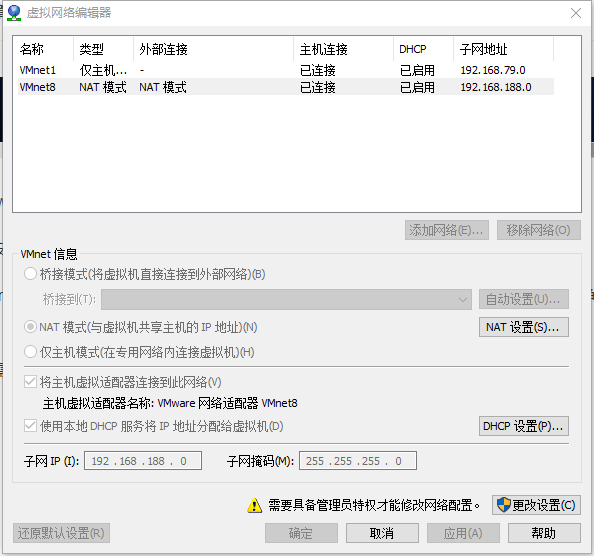 虚拟网络编辑器
名称 类型 外部连接 主机连接 DHCP 子网地址
VMnet1 仅主机... - 已连接 已启用 192.168.79.0
VMnet8 NAT 模式 NAT 模式 已连接 已启用 192.168.188.0
添加网络(E)... 移除网络(O)
VMnet 信息
桥接模式(将虚拟机直接连接到外部网络)(B)
桥接到(T): 自动设置(U)...
NAT 模式(与虚拟机共享主机的 IP 地址)(N) NAT 设置(S)...
仅主机模式(在专用网络内连接虚拟机)(H)
将主机虚拟适配器连接到此网络(V)
主机虚拟适配器名称: VMware 网络适配器 VMnet8
使用本地 DHCP 服务将 IP 地址分配给虚拟机(D) DHCP 设置(P)...
子网 IP (I): 192 . 168 . 188 . 0 子网掩码(M): 255 . 255 . 255 . 0
需要具备管理员特权才能修改网络配置。 更改设置(C)
还原默认设置(R) 确定 取消 应用(A) 帮助